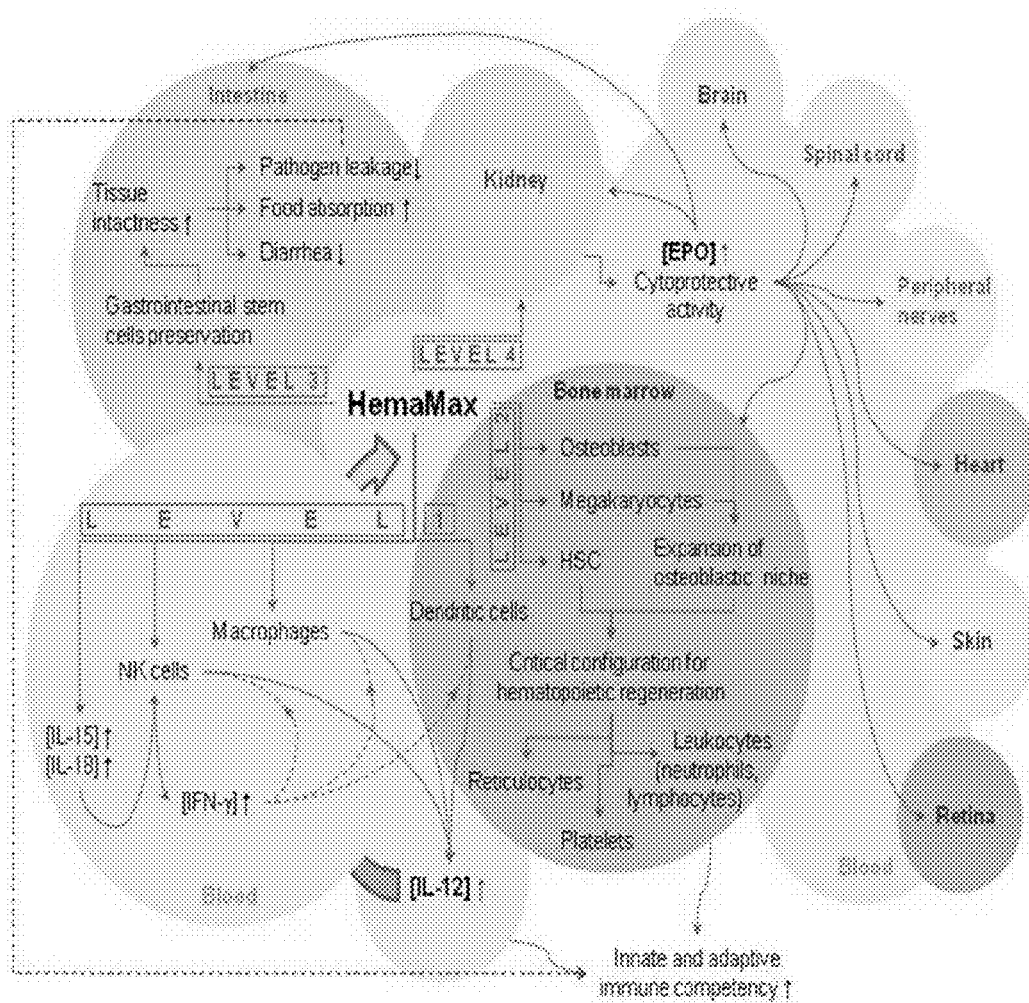 Intestine
Brain
Spinal cord
Pathogen leakage↓
Kidney
Tissue
intactness ↑
Food absorption ↑
Diarrhea ↓
[EPO] ↑
Cytoprotective
activity
Peripheral
nerves
Gastrointestinal stem
cells preservation
LEVEL 4
LEVEL 3
HemaMax
Bone marrow
LEVEL 2
Osteoblasts
Heart
Megakaryocytes
LEVEL 1
HSC
Expansion of
osteoblastic niche
Dendritic cells
Macrophages
NK cells
Critical configuration for
hematopoietic regeneration
Skin
[IL-15] ↑
[IL-18] ↑
[IFN-γ] ↑
Leukocytes
(neutrophils,
lymphocytes)
Reticulocytes
Platelets
Retina
Blood
Blood
[IL-12] ↑
Innate and adaptive
immune competency ↑